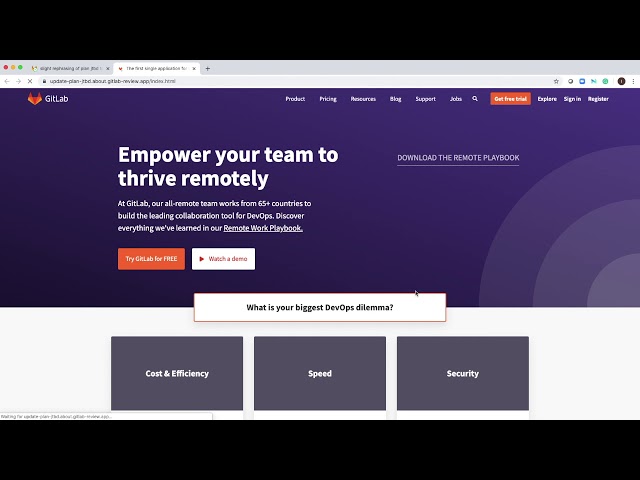 slight rephrasing of plan_jtbd
The first single application fo
update-plan-jtbd.about.gitlab-review.app/index.html
GitLab
Product Pricing Resources Blog Support Jobs Get free trial Explore Sign in Register
Empower your team to
thrive remotely
DOWNLOAD THE REMOTE PLAYBOOK
At GitLab, our all-remote team works from 65+ countries to
build the leading collaboration tool for DevOps. Discover
everything we've learned in our Remote Work Playbook.
Try GitLab for FREE
Watch a demo
What is your biggest DevOps dilemma?
Cost & Efficiency
Speed
Security
Waiting for update-plan-jtbd.about.gitlab-review.app...